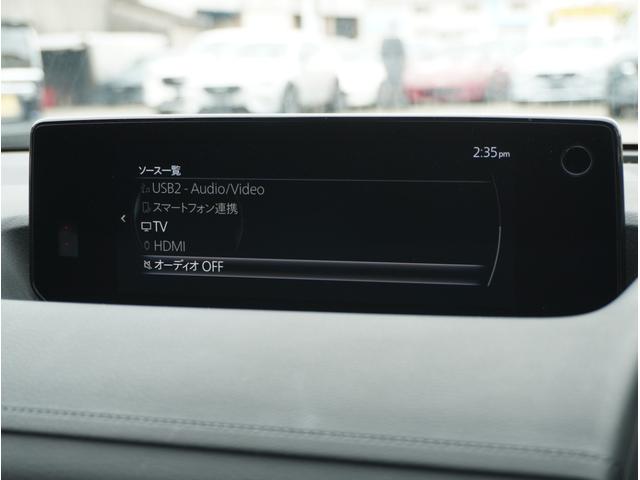 2:35pm
ソース一覧
USB2 - Audio/Video
スマートフォン連携
TV
HDMI
オーディオ OFF